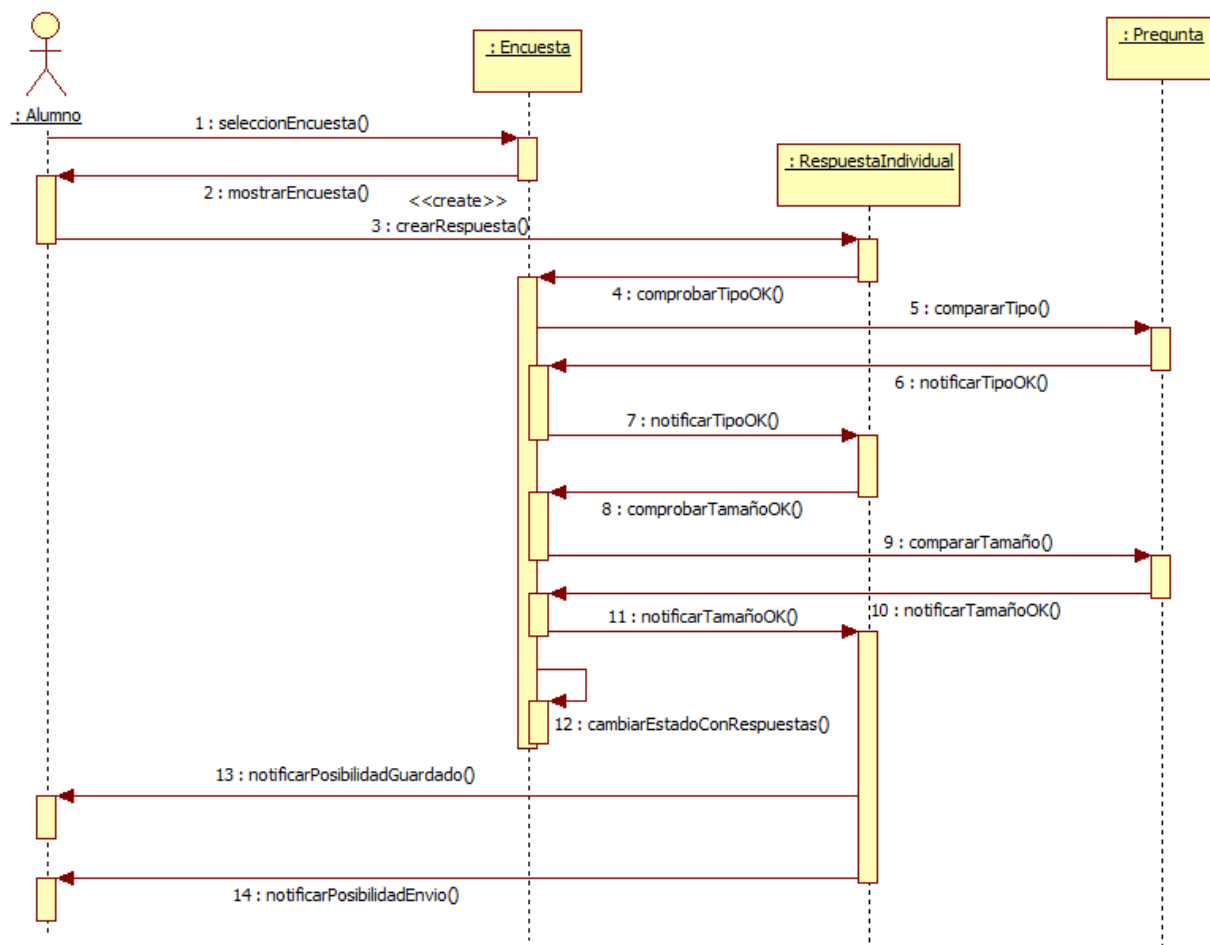 : Alumno
: Encuesta
: Pregunta
: RespuestaIndividual
1 : seleccionEncuesta()
2 : mostrarEncuesta()
<<create>>
3 : crearRespuesta()
4 : comprobarTipoOK()
5 : compararTipo()
6 : notificarTipoOK()
7 : notificarTipoOK()
8 : comprobarTamañoOK()
9 : compararTamaño()
10 : notificarTamañoOK()
11 : notificarTamañoOK()
12 : cambiarEstadoConRespuestas()
13 : notificarPosibilidadGuardado()
14 : notificarPosibilidadEnvio()